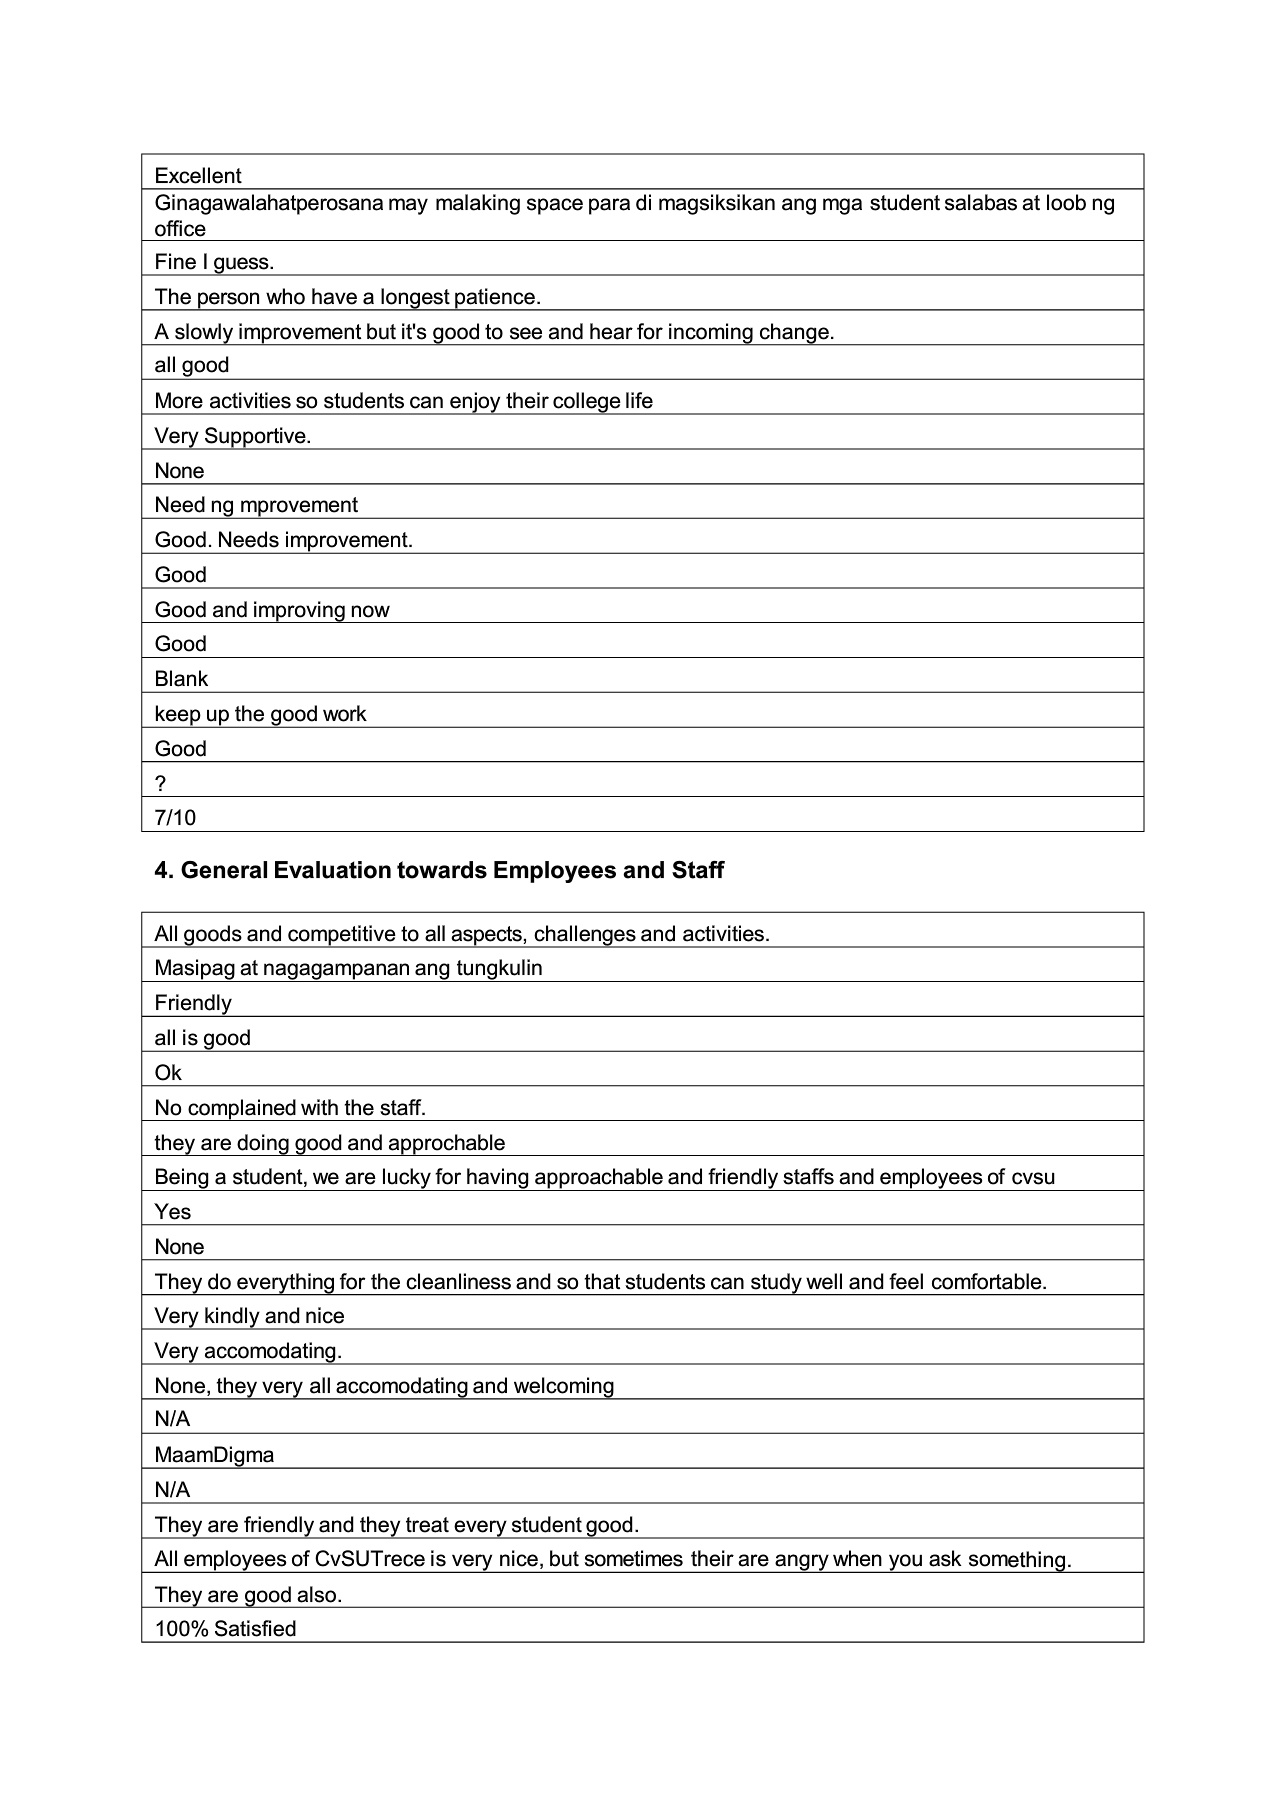 Excellent
Ginagawalahatperosana may malaking space para di magsiksikan ang mga student salabas at loob ng
office
Fine I guess.
The person who have a longest patience.
A slowly improvement but it's good to see and hear for incoming change.
all good
More activities so students can enjoy their college life
Very Supportive.
None
Need ng mprovement
Good. Needs improvement.
Good
Good and improving now
Good
Blank
keep up the good work
Good
?
7/10
4. General Evaluation towards Employees and Staff
All goods and competitive to all aspects, challenges and activities.
Masipag at nagagampanan ang tungkulin
Friendly
all is good
Ok
No complained with the staff.
they are doing good and approchable
Being a student, we are lucky for having approachable and friendly staffs and employees of cvsu
Yes
None
They do everything for the cleanliness and so that students can study well and feel comfortable.
Very kindly and nice
Very accomodating.
None, they very all accomodating and welcoming
N/A
MaamDigma
N/A
They are friendly and they treat every student good.
All employees of CvSUTrece is very nice, but sometimes their are angry when you ask something.
They are good also.
100% Satisfied